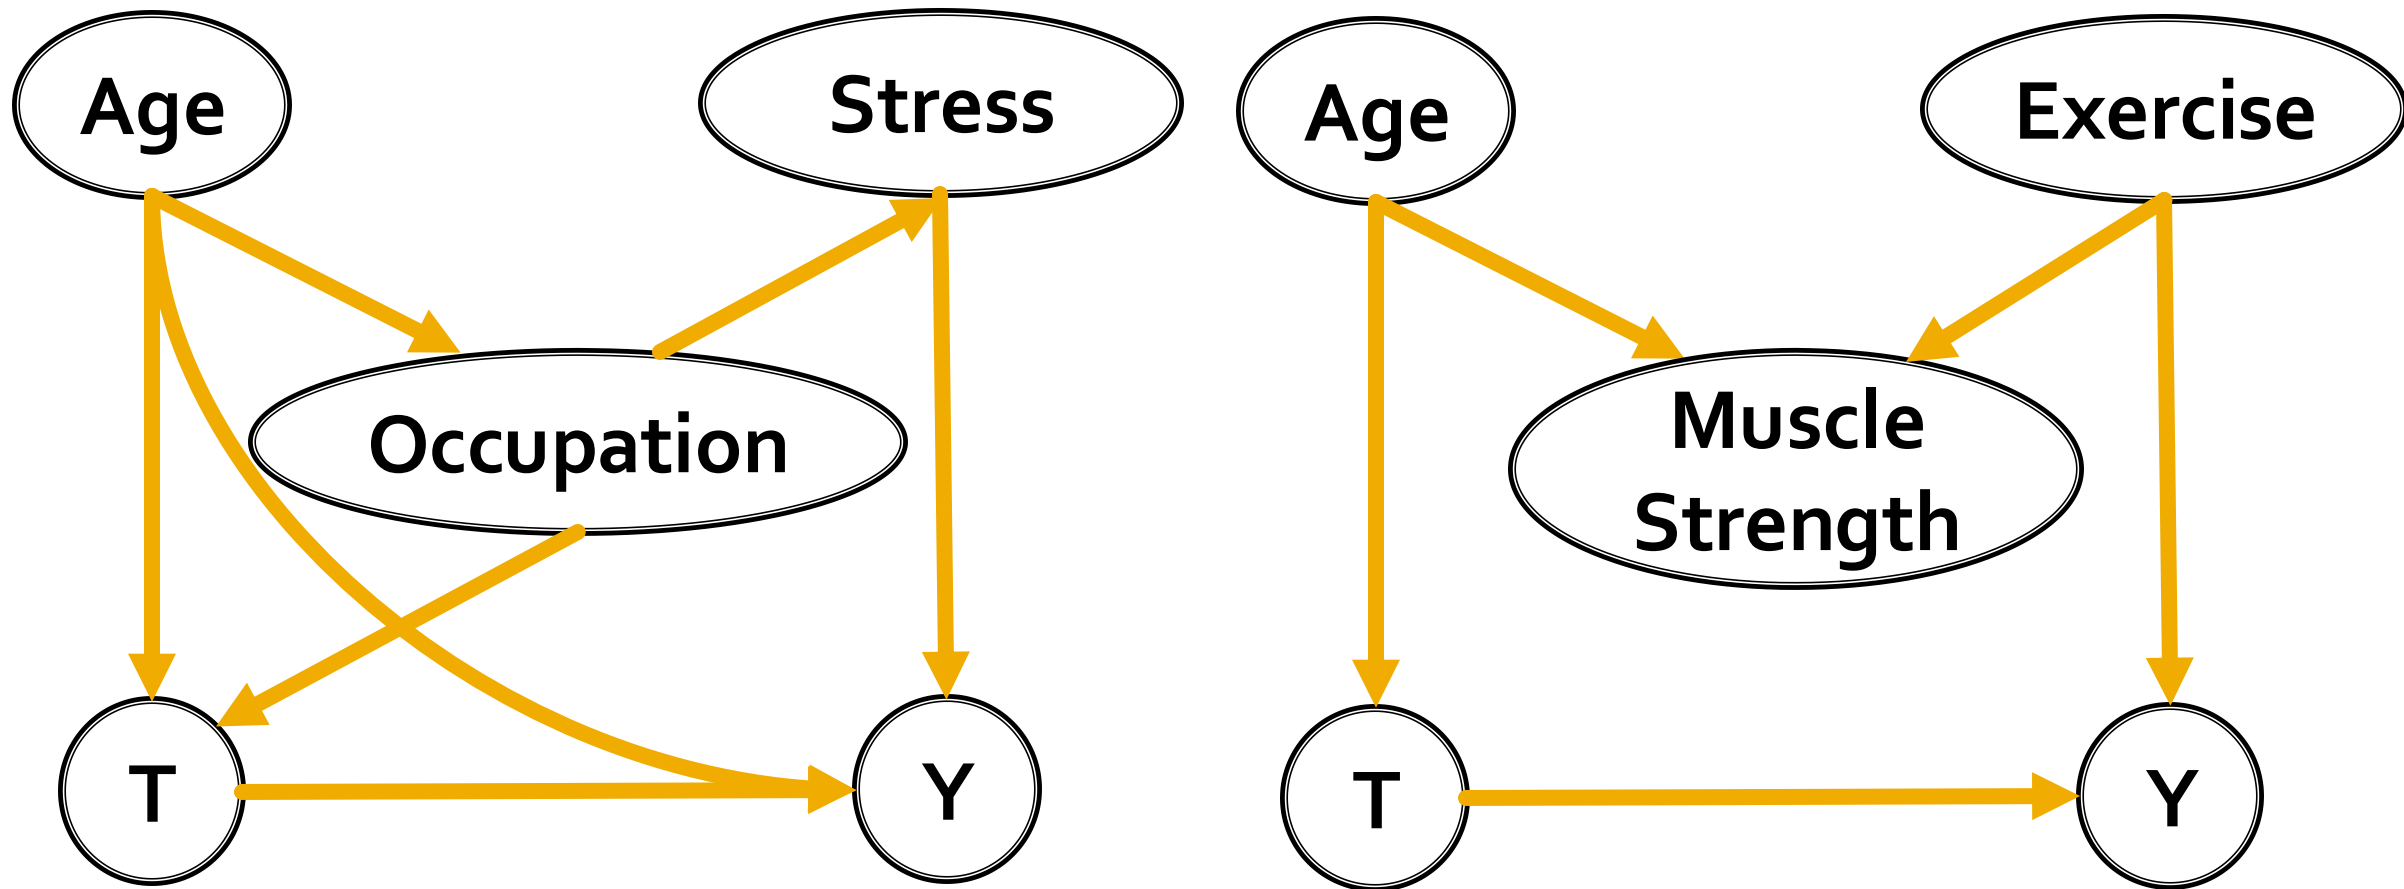 Age
Stress
Occupation
T
Y
Age
Exercise
Muscle
Strength
T
Y